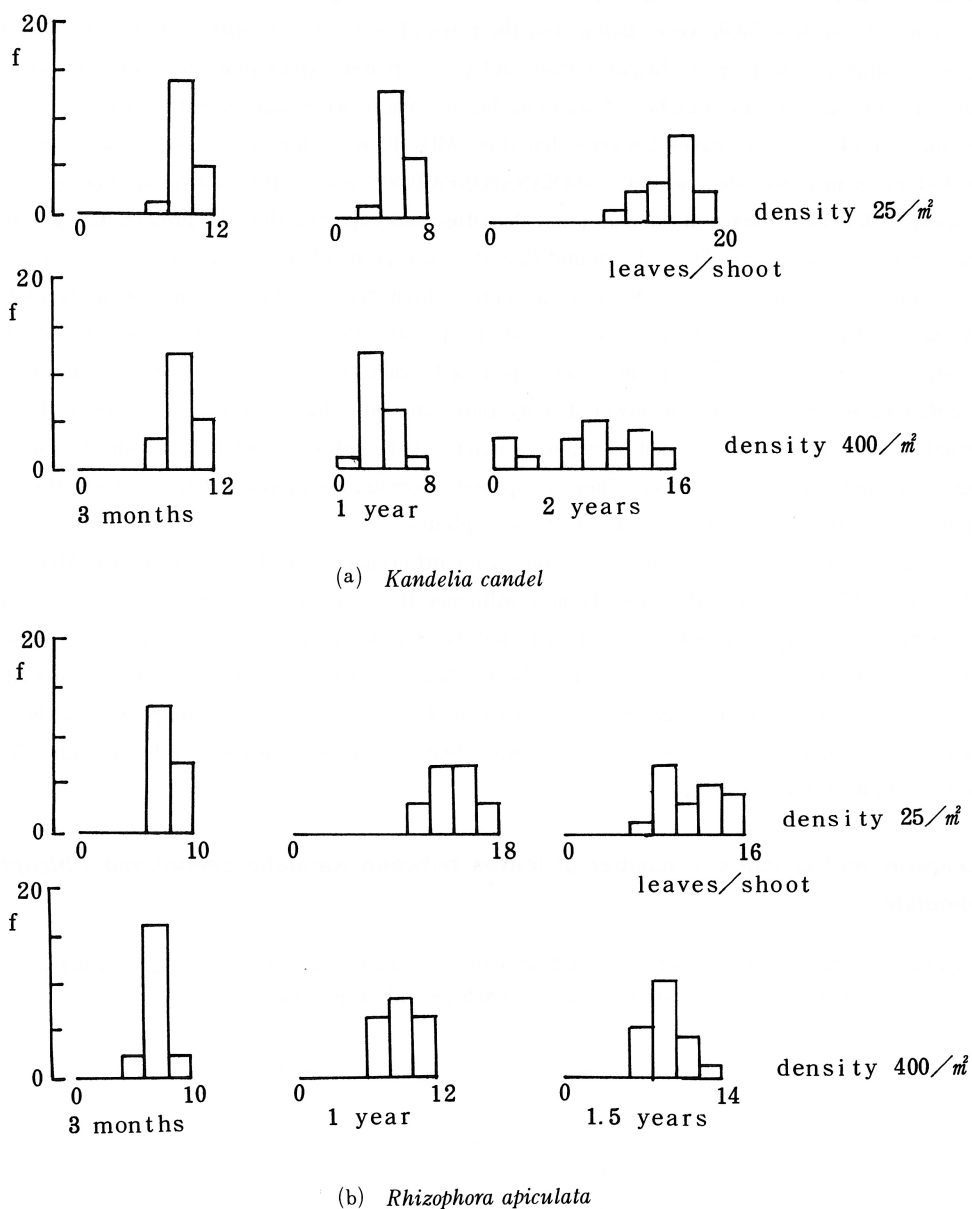 20
f
0
0 12 0 8 0 20 density 25/㎡
leaves/shoot
20
f
0
0 12 0 8 0 16 density 400/㎡
3 months 1 year 2 years
(a) Kandelia candel
20
f
0
0 10 0 18 0 16 density 25/㎡
leaves/shoot
20
f
0
0 10 0 12 0 14 density 400/㎡
3 months 1 year 1.5 years
(b) Rhizophora apiculata